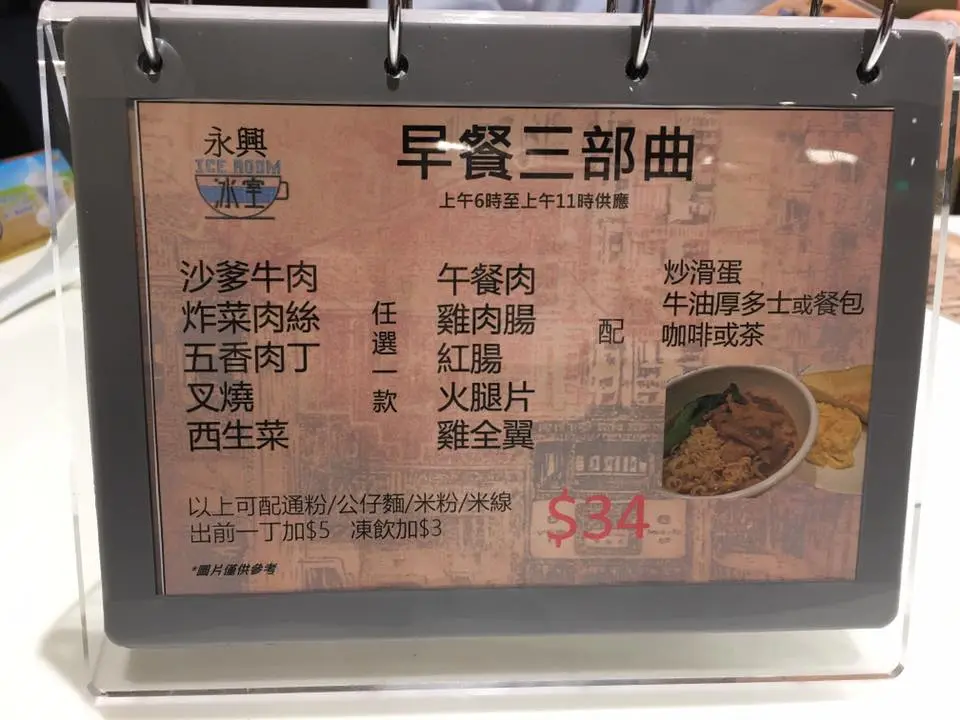 永興
ICE ROOM
冰室
早餐三部曲
上午6時至上午11時供應
沙爹牛肉
炸菜肉絲
五香肉丁
叉燒
西生菜
任選一款
午餐肉
雞肉腸
紅腸
火腿片
雞全翼
配
炒滑蛋
牛油厚多士或餐包
咖啡或茶
以上可配通粉/公仔麵/米粉/米線
出前一丁加$5 凍飲加$3
$34
*圖片僅供參考